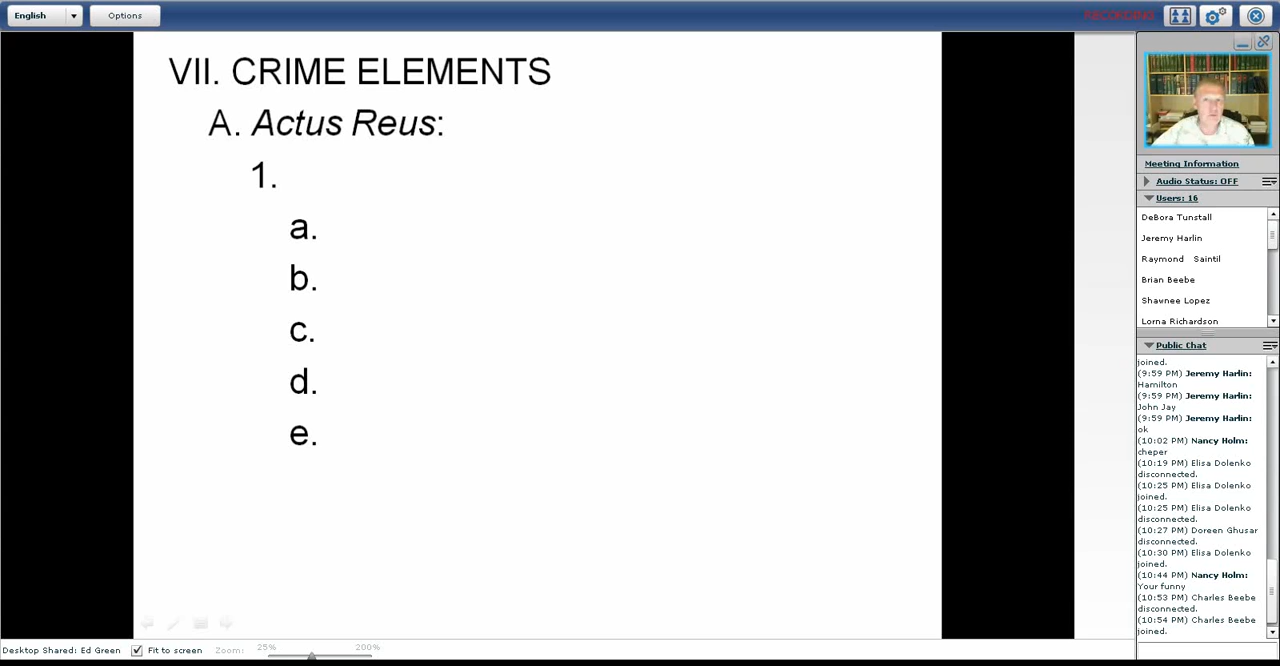 English
Options
RECORDING
VII. CRIME ELEMENTS
A. Actus Reus:
1.
a.
b.
c.
d.
e.
Meeting Information
Audio Status: OFF
Users: 16
DeBora Tunstall
Jeremy Harlin
Raymond Saintil
Brian Beebe
Shawnee Lopez
Lorna Richardson
Public Chat
joined.
(9:59 PM) Jeremy Harlin:
Hamilton
(9:59 PM) Jeremy Harlin:
John Jay
(9:59 PM) Jeremy Harlin:
ok
(10:02 PM) Nancy Holm:
cheper
(10:19 PM) Elisa Dolenko
disconnected.
(10:25 PM) Elisa Dolenko
joined.
(10:25 PM) Elisa Dolenko
disconnected.
(10:27 PM) Doreen Ghusar
disconnected.
(10:30 PM) Elisa Dolenko
joined.
(10:44 PM) Nancy Holm:
Your funny
(10:53 PM) Charles Beebe
disconnected.
(10:54 PM) Charles Beebe
joined.
Desktop Shared: Ed Green
Fit to screen
Zoom:
25%
200%